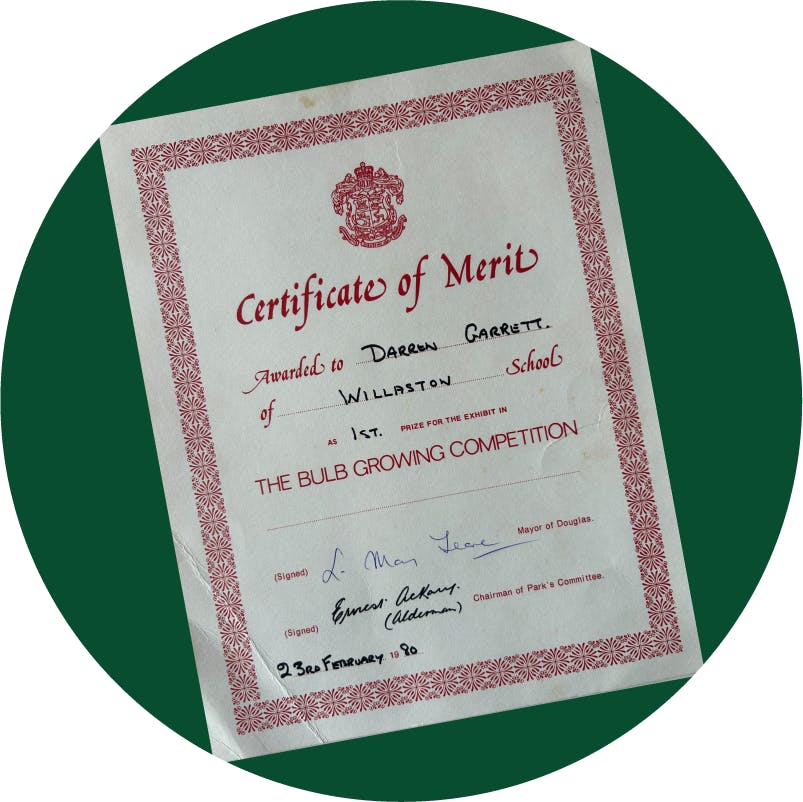 Certificate of Merit
Awarded to DARREN GARRETT.
of WILLASTON School
AS 1ST. PRIZE FOR THE EXHIBIT IN
THE BULB GROWING COMPETITION
(Signed) L. Mayor of Douglas.
(Signed) Ernest Chairman of Park's Committee.
(Alderman)
23RD FEBRUARY 1980